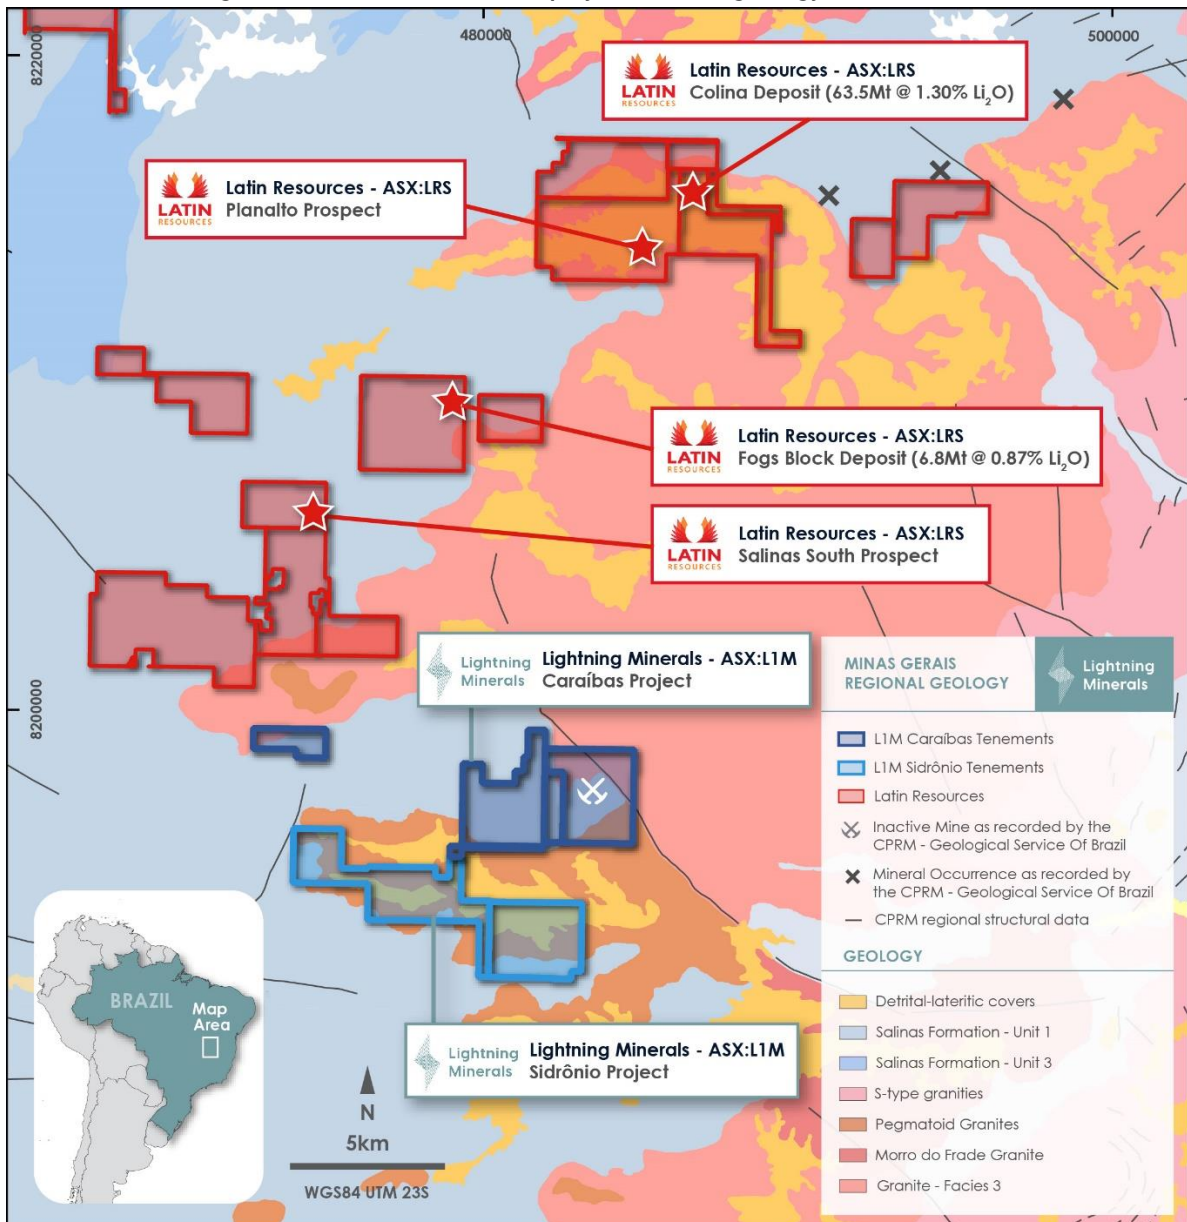 480000
500000
8220000
8200000
LATIN
RESOURCES
Latin Resources - ASX:LRS
Colina Deposit (63.5Mt @ 1.30% Li₂O)
LATIN
RESOURCES
Latin Resources - ASX:LRS
Planalto Prospect
LATIN
RESOURCES
Latin Resources - ASX:LRS
Fogs Block Deposit (6.8Mt @ 0.87% Li₂O)
LATIN
RESOURCES
Latin Resources - ASX:LRS
Salinas South Prospect
Lightning
Minerals
Lightning Minerals - ASX:L1M
Caraíbas Project
Lightning
Minerals
Lightning Minerals - ASX:L1M
Sidrônio Project
MINAS GERAIS
REGIONAL GEOLOGY
Lightning
Minerals
L1M Caraíbas Tenements
L1M Sidrônio Tenements
Latin Resources
Inactive Mine as recorded by the
CPRM - Geological Service Of Brazil
Mineral Occurrence as recorded by
the CPRM - Geological Service Of Brazil
CPRM regional structural data
GEOLOGY
Detrital-lateritic covers
Salinas Formation - Unit 1
Salinas Formation - Unit 3
S-type granities
Pegmatoid Granites
Morro do Frade Granite
Granite - Facies 3
BRAZIL
Map
Area
N
5km
WGS84 UTM 23S